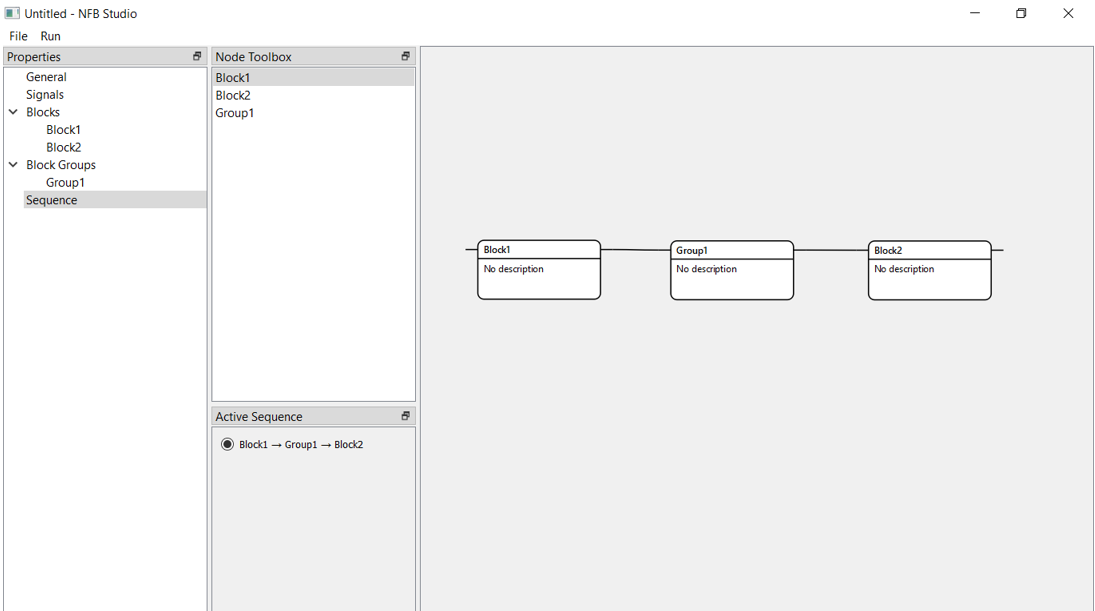 Untitled - NFB Studio
File Run
Properties
General
Signals
Blocks
Block1
Block2
Block Groups
Group1
Sequence
Node Toolbox
Block1
Block2
Group1
Active Sequence
Block1 → Group1 → Block2
Block1
No description
Group1
No description
Block2
No description